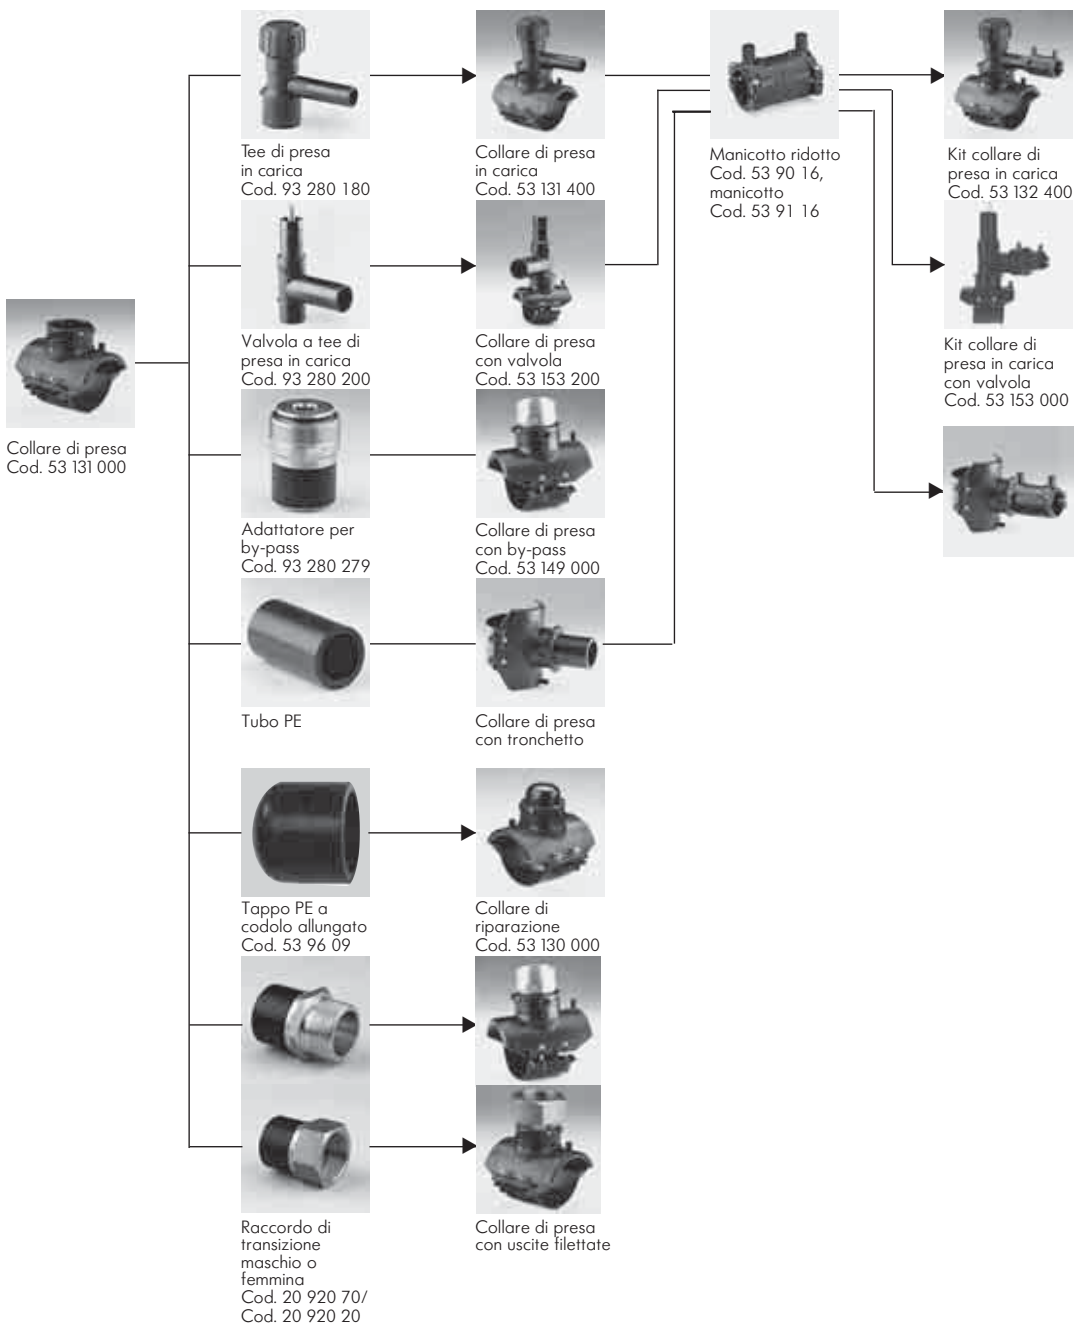 Tee di presa
in carica
Cod. 93 280 180
Collare di presa
in carica
Cod. 53 131 400
Manicotto ridotto
Cod. 53 90 16,
manicotto
Cod. 53 91 16
Kit collare di
presa in carica
Cod. 53 132 400
Valvola a tee di
presa in carica
Cod. 93 280 200
Collare di presa
con valvola
Cod. 53 153 200
Kit collare di
presa in carica
con valvola
Cod. 53 153 000
Collare di presa
Cod. 53 131 000
Adattatore per
by-pass
Cod. 93 280 279
Collare di presa
con by-pass
Cod. 53 149 000
Tubo PE
Collare di presa
con tronchetto
Tappo PE a
codolo allungato
Cod. 53 96 09
Collare di
riparazione
Cod. 53 130 000
Raccordo di
transizione
maschio o
femmina
Cod. 20 920 70/
Cod. 20 920 20
Collare di presa
con uscite filettate